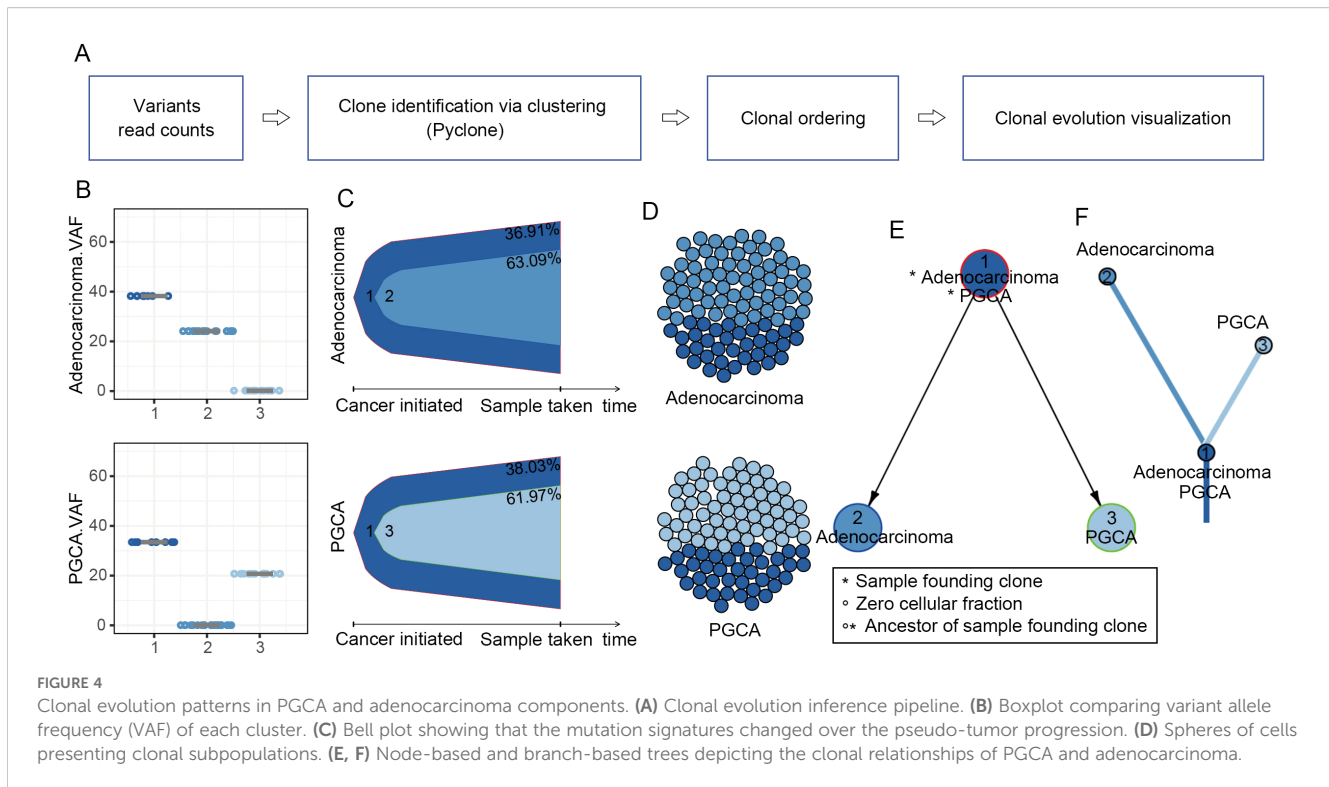 A
Variants
read counts
Clone identification via clustering
(Pyclone)
Clonal ordering
Clonal evolution visualization
B
Adenocarcinoma.VAF
60
40
20
0
1 2 3
PGCA.VAF
60
40
20
0
1 2 3
C
Adenocarcinoma
36.91%
63.09%
1 2
Cancer initiated Sample taken time
PGCA
38.03%
61.97%
1 3
Cancer initiated Sample taken time
D
Adenocarcinoma
PGCA
E
1
* Adenocarcinoma
* PGCA
2
Adenocarcinoma
3
PGCA
F
Adenocarcinoma
2
PGCA
3
1
Adenocarcinoma
PGCA
* Sample founding clone
° Zero cellular fraction
°* Ancestor of sample founding clone
FIGURE 4
Clonal evolution patterns in PGCA and adenocarcinoma components. (A) Clonal evolution inference pipeline. (B) Boxplot comparing variant allele
frequency (VAF) of each cluster. (C) Bell plot showing that the mutation signatures changed over the pseudo-tumor progression. (D) Spheres of cells
presenting clonal subpopulations. (E, F) Node-based and branch-based trees depicting the clonal relationships of PGCA and adenocarcinoma.